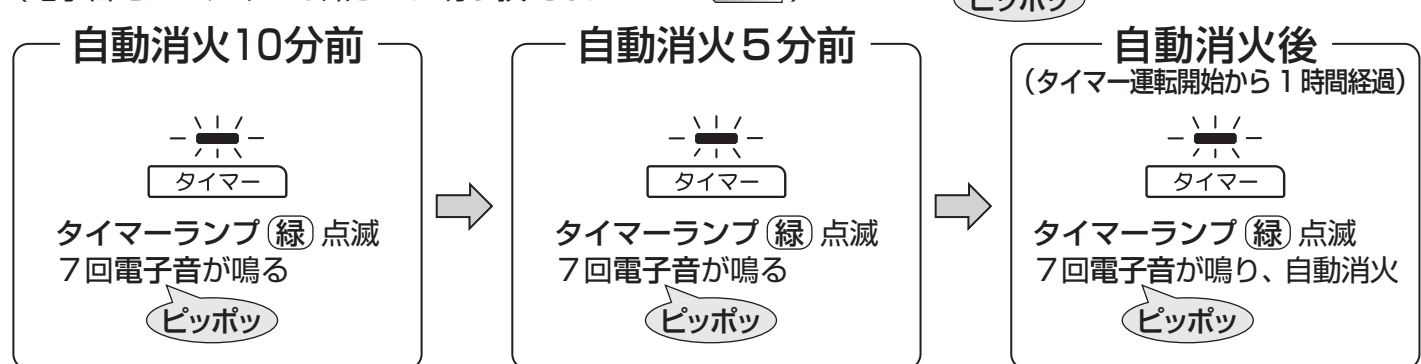 ピッポッ
自動消火10分前
タイマー
タイマーランプ 緑 点滅
7回電子音が鳴る
ピッポッ
自動消火5分前
タイマー
タイマーランプ 緑 点滅
7回電子音が鳴る
ピッポッ
自動消火後
(タイマー運転開始から1時間経過)
タイマー
タイマーランプ 緑 点滅
7回電子音が鳴り、自動消火
ピッポッ